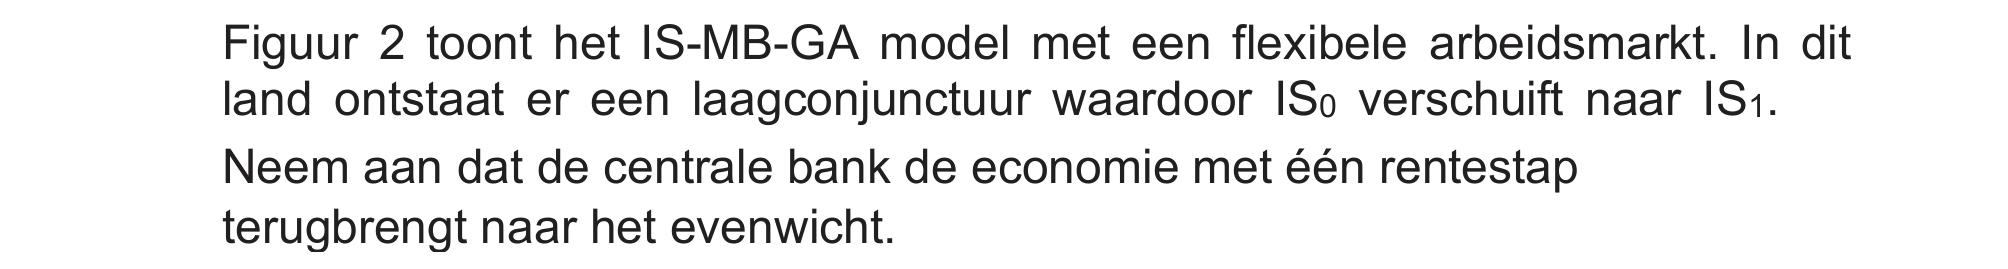 Figuur 2 toont het IS-MB-GA model met een flexibele arbeidsmarkt. In dit
land ontstaat er een laagconjunctuur waardoor IS₀ verschuift naar IS₁.
Neem aan dat de centrale bank de economie met één rentestap
terugbrengt naar het evenwicht.